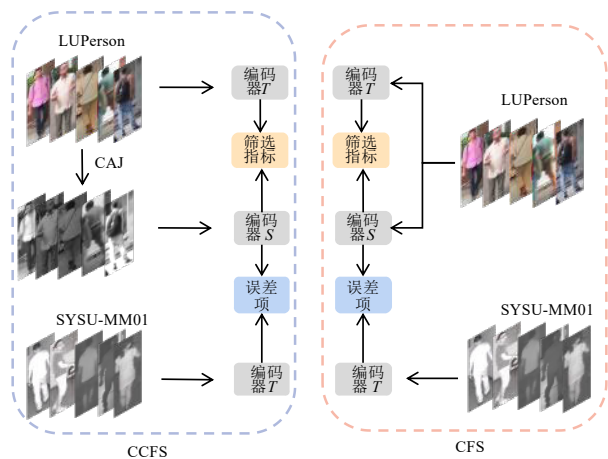 LUPerson
编码
器T
筛选
指标
CAJ
编码
器S
误差
项
SYSU-MM01
编码
器T
CCFS
编码
器T
LUPerson
筛选
指标
编码
器S
误差
项
SYSU-MM01
编码
器T
CFS